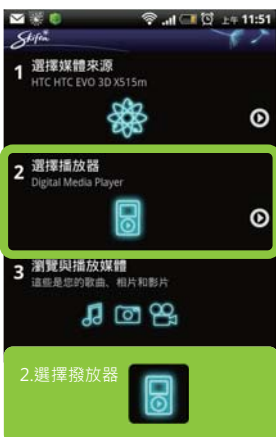 上午 11:51
Skifta
1 選擇媒體來源
HTC HTC EVO 3D X515m
2 選擇播放器
Digital Media Player
3 瀏覽與播放媒體
這些是您的歌曲、相片和影片
2.選擇撥放器